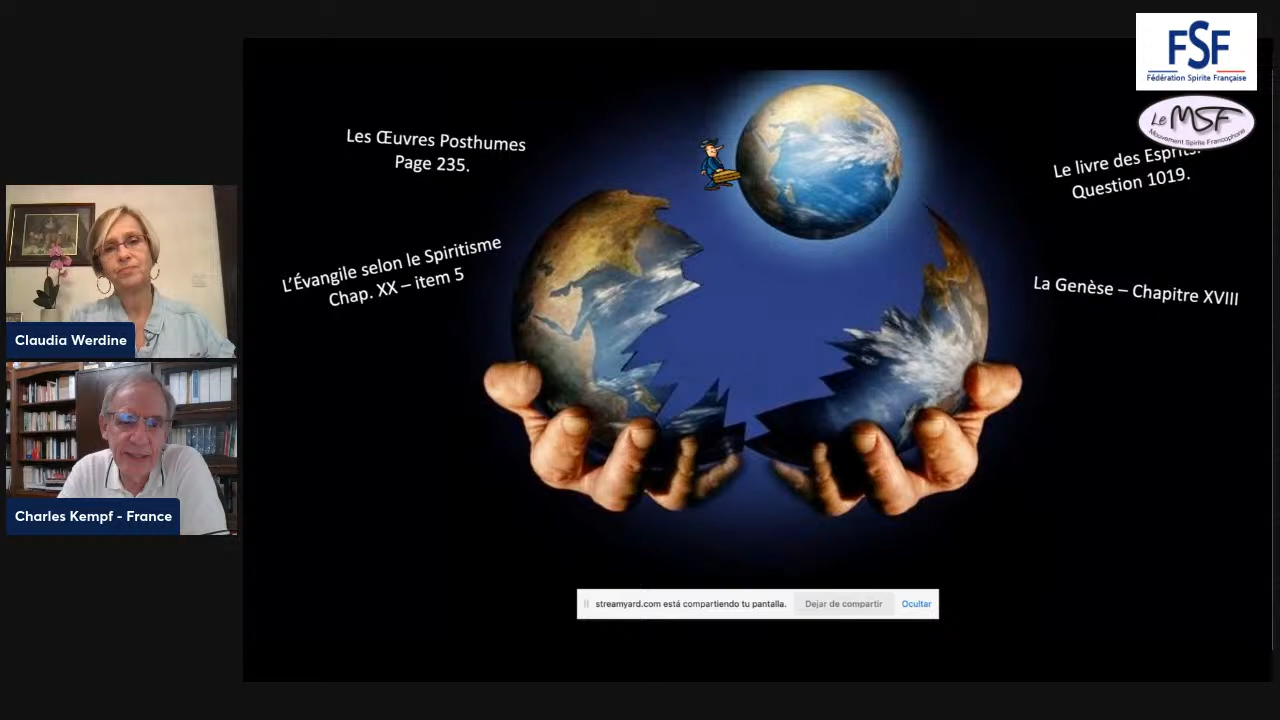 FSF
Fédération Spirite Française
Le MSF
Mouvement Spirite Francophone
Les Œuvres Posthumes
Page 235.
Le livre des Esprits.
Question 1019.
L'Évangile selon le Spiritisme
Chap. XX – item 5
La Genèse – Chapitre XVIII
Claudia Werdine
Charles Kempf - France
streamyard.com está compartiendo tu pantalla.
Dejar de compartir
Ocultar